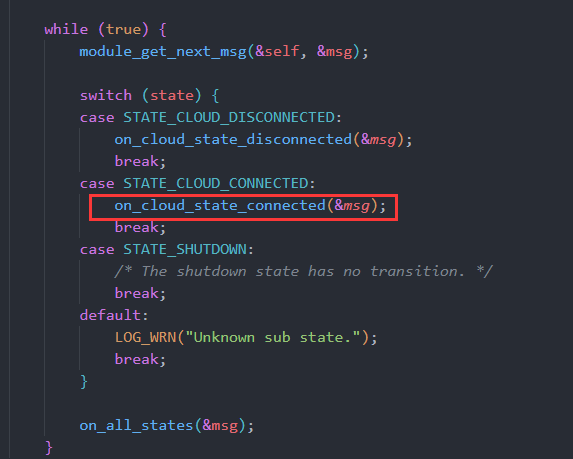 while (true) {
module_get_next_msg(&self, &msg);
switch (state) {
case STATE_CLOUD_DISCONNECTED:
on_cloud_state_disconnected(&msg);
break;
case STATE_CLOUD_CONNECTED:
on_cloud_state_connected(&msg);
break;
case STATE_SHUTDOWN:
/* The shutdown state has no transition. */
break;
default:
LOG_WRN("Unknown sub state.");
break;
}
on_all_states(&msg);
}